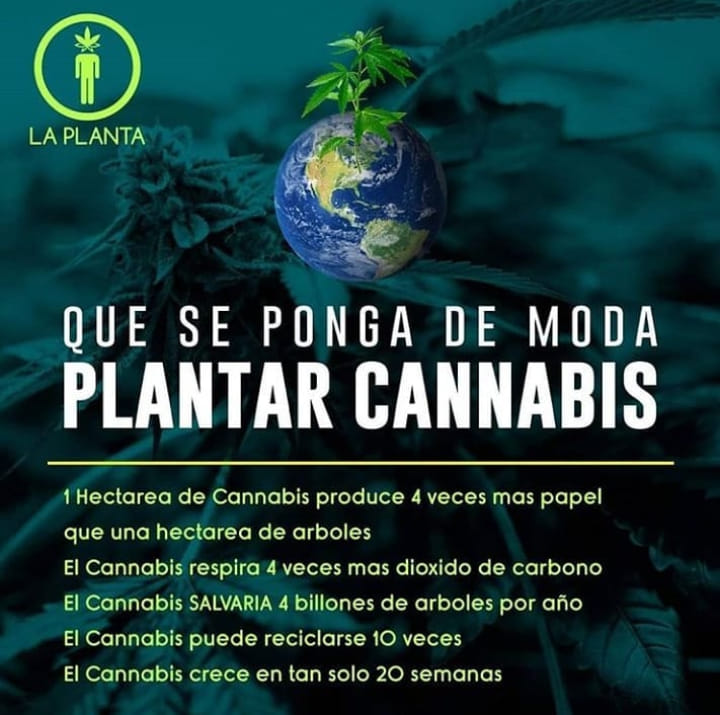 LA PLANTA
QUE SE PONGA DE MODA
PLANTAR CANNABIS
1 Hectarea de Cannabis produce 4 veces mas papel
que una hectarea de arboles
El Cannabis respira 4 veces mas dioxido de carbono
El Cannabis SALVARIA 4 billones de arboles por año
El Cannabis puede reciclarse 10 veces
El Cannabis crece en tan solo 20 semanas